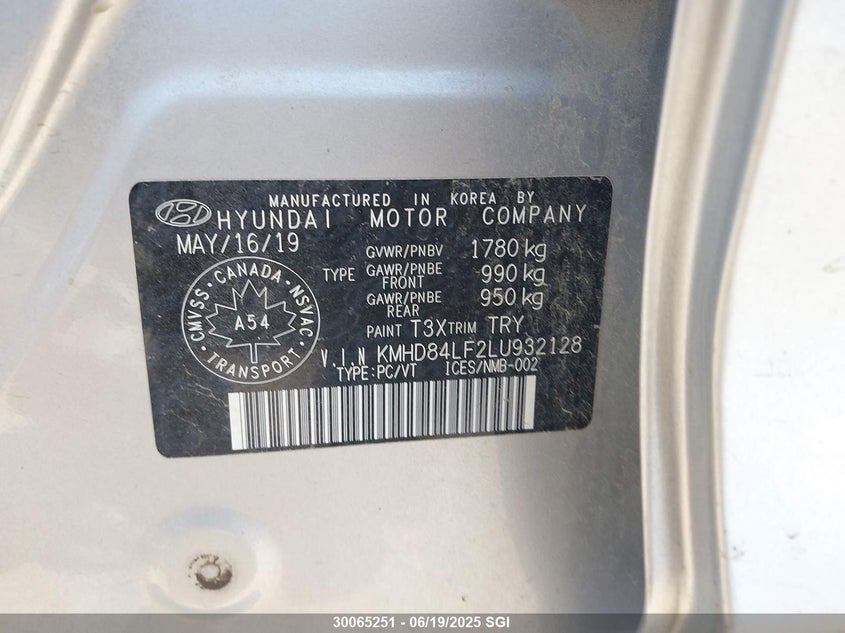 MANUFACTURED IN KOREA BY
HYUNDAI MOTOR COMPANY
MAY/16/19
GVWR/PNBV 1780 kg
TYPE GAWR/PNBE FRONT 990 kg
GAWR/PNBE REAR 950 kg
PAINT T3X TRIM TRY
CMVSS · CANADA · NSVAC
A54
TRANSPORT
V.I.N KMHD84LF2LU932128
TYPE:PC/VT ICES/NMB-002
30065251 - 06/19/2025 SGI